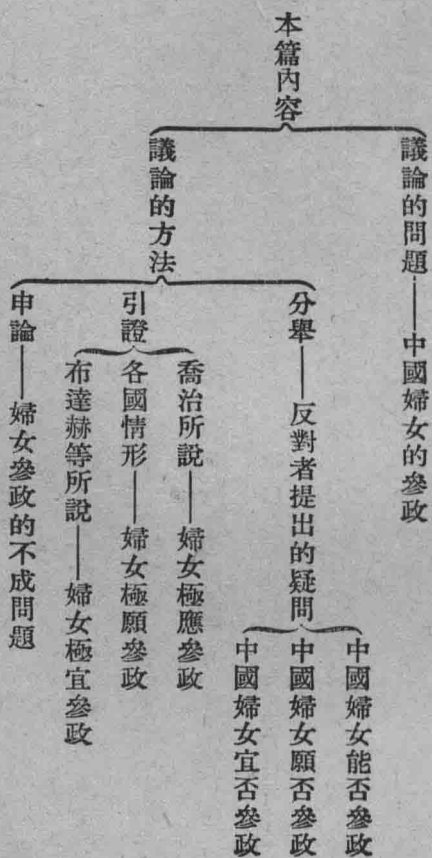 本篇內容
議論的問題——中國婦女的參政
議論的方法
分舉——反對者提出的疑問
中國婦女能否參政
中國婦女願否參政
中國婦女宜否參政
引證
喬治所說——婦女極應參政
各國情形——婦女極願參政
布達赫等所說——婦女極宜參政
申論——婦女參政的不成問題